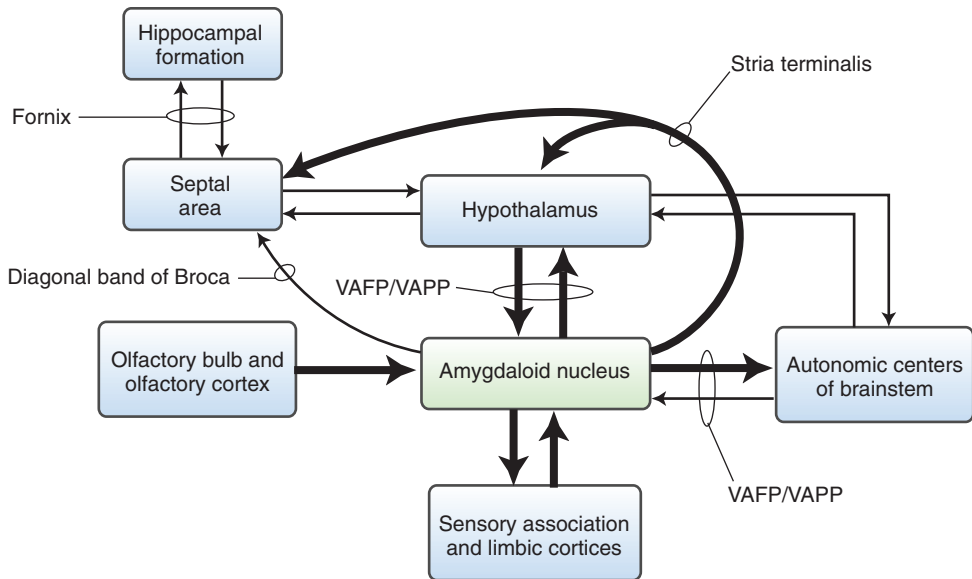 Hippocampal
formation
Stria terminalis
Fornix
Septal
area
Hypothalamus
Diagonal band of Broca
VAFP/VAPP
Olfactory bulb and
olfactory cortex
Amygdaloid nucleus
Autonomic centers
of brainstem
VAFP/VAPP
Sensory association
and limbic cortices